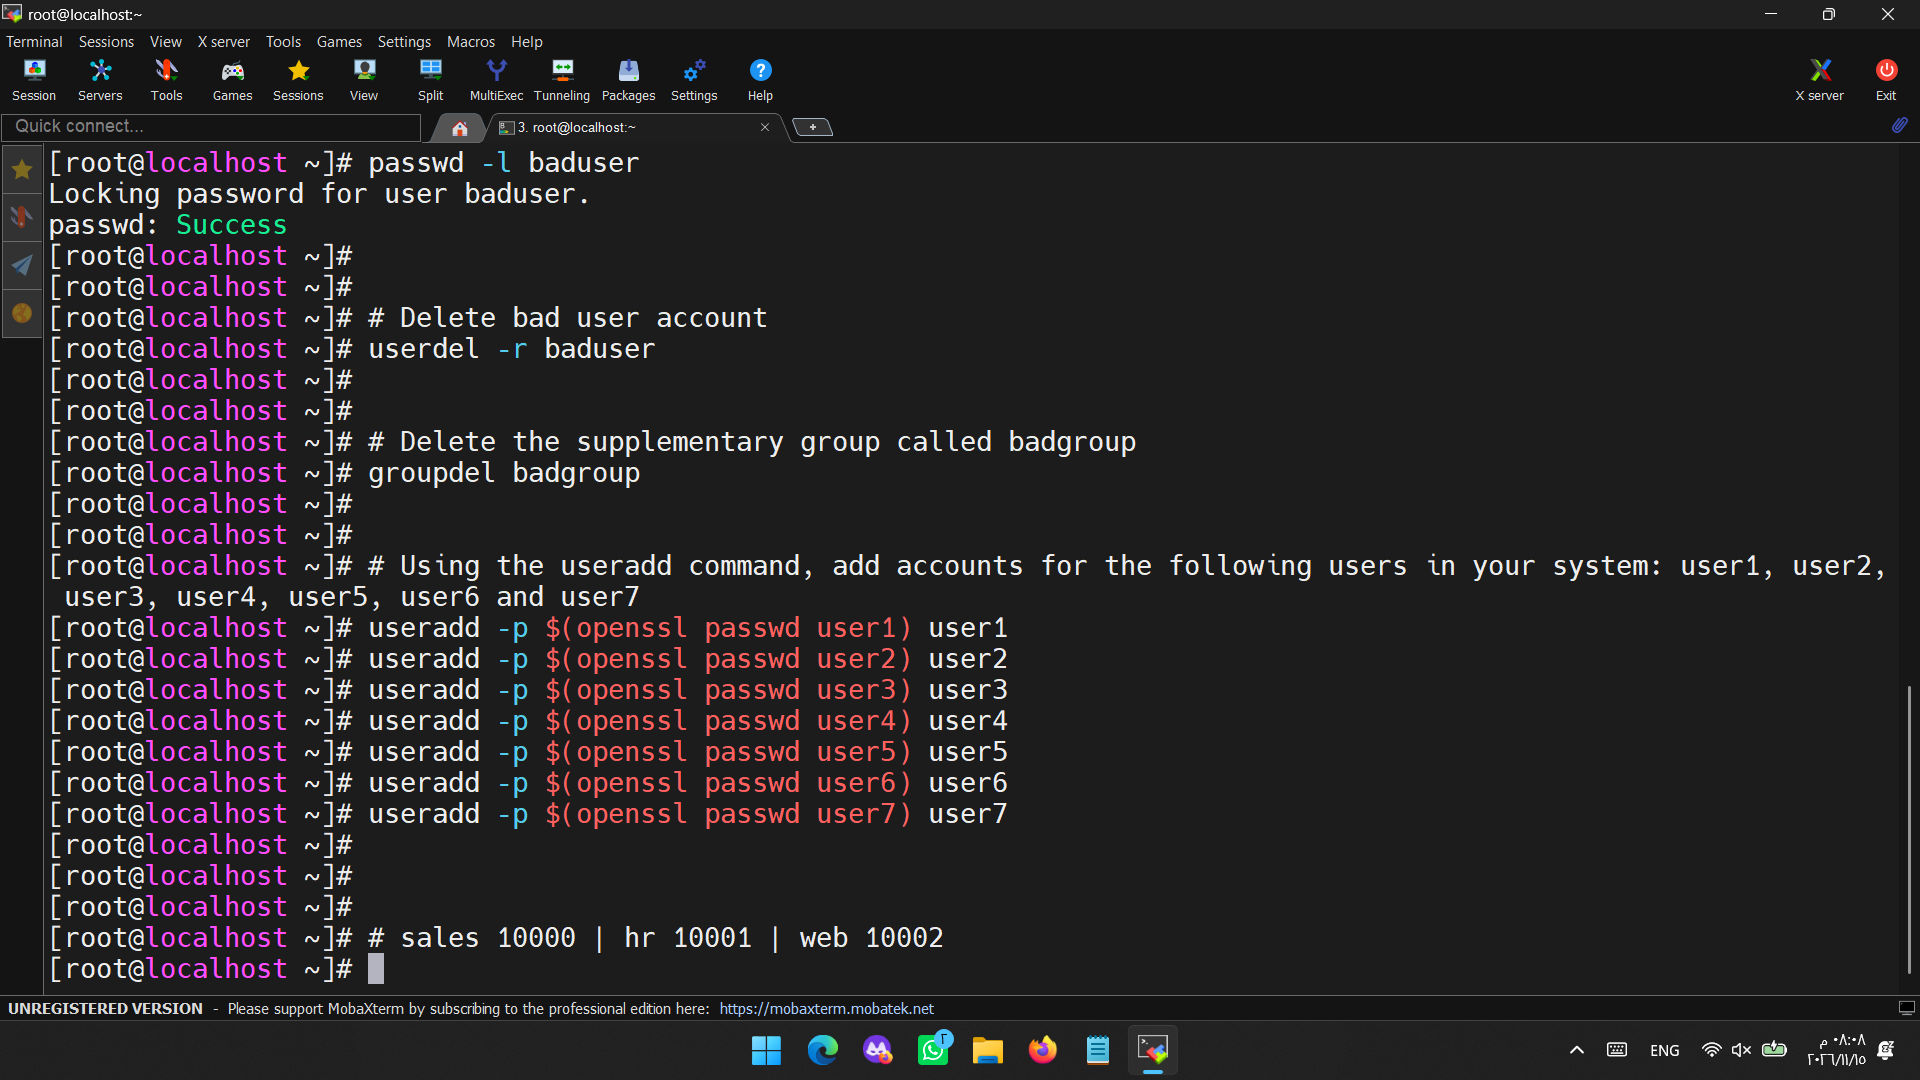 root@localhost:~
Terminal Sessions View X server Tools Games Settings Macros Help
Session Servers Tools Games Sessions View Split MultiExec Tunneling Packages Settings Help X server Exit
Quick connect... 3. root@localhost:~
[root@localhost ~]# passwd -l baduser
Locking password for user baduser.
passwd: Success
[root@localhost ~]#
[root@localhost ~]#
[root@localhost ~]# # Delete bad user account
[root@localhost ~]# userdel -r baduser
[root@localhost ~]#
[root@localhost ~]#
[root@localhost ~]# # Delete the supplementary group called badgroup
[root@localhost ~]# groupdel badgroup
[root@localhost ~]#
[root@localhost ~]#
[root@localhost ~]# # Using the useradd command, add accounts for the following users in your system: user1, user2,
user3, user4, user5, user6 and user7
[root@localhost ~]# useradd -p $(openssl passwd user1) user1
[root@localhost ~]# useradd -p $(openssl passwd user2) user2
[root@localhost ~]# useradd -p $(openssl passwd user3) user3
[root@localhost ~]# useradd -p $(openssl passwd user4) user4
[root@localhost ~]# useradd -p $(openssl passwd user5) user5
[root@localhost ~]# useradd -p $(openssl passwd user6) user6
[root@localhost ~]# useradd -p $(openssl passwd user7) user7
[root@localhost ~]#
[root@localhost ~]#
[root@localhost ~]#
[root@localhost ~]# # sales 10000 | hr 10001 | web 10002
[root@localhost ~]#
UNREGISTERED VERSION - Please support MobaXterm by subscribing to the professional edition here: https://mobaxterm.mobatek.net
٢
ENG
٠٨:٠٨ م
٢٠٢٦/١١/١٥